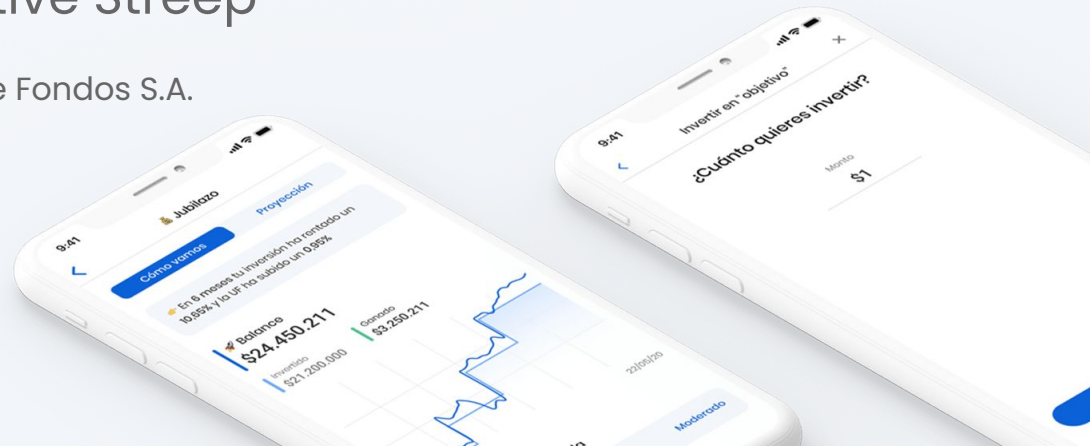 tive Streep
e Fondos S.A.
9:41
💰 Jubilazo
Cómo vamos
Proyección
👉 En 6 meses tu inversión ha rentado un
10,65% y la UF ha subido un 0,95%
🚀 Balance
$24.450.211
Invertido
$21.200.000
Ganado
$3.250.211
22/05/20
Moderado
9:41
Invertir en "objetivo"
¿Cuánto quieres invertir?
Monto
$1